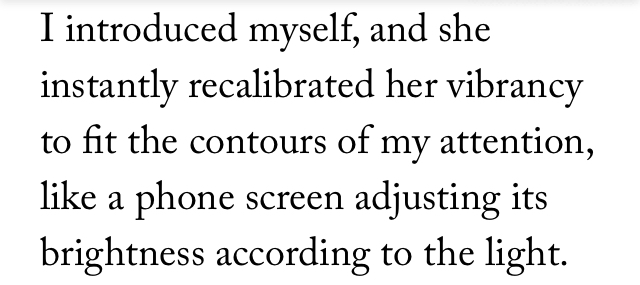 I introduced myself, and she
instantly recalibrated her vibrancy
to fit the contours of my attention,
like a phone screen adjusting its
brightness according to the light.